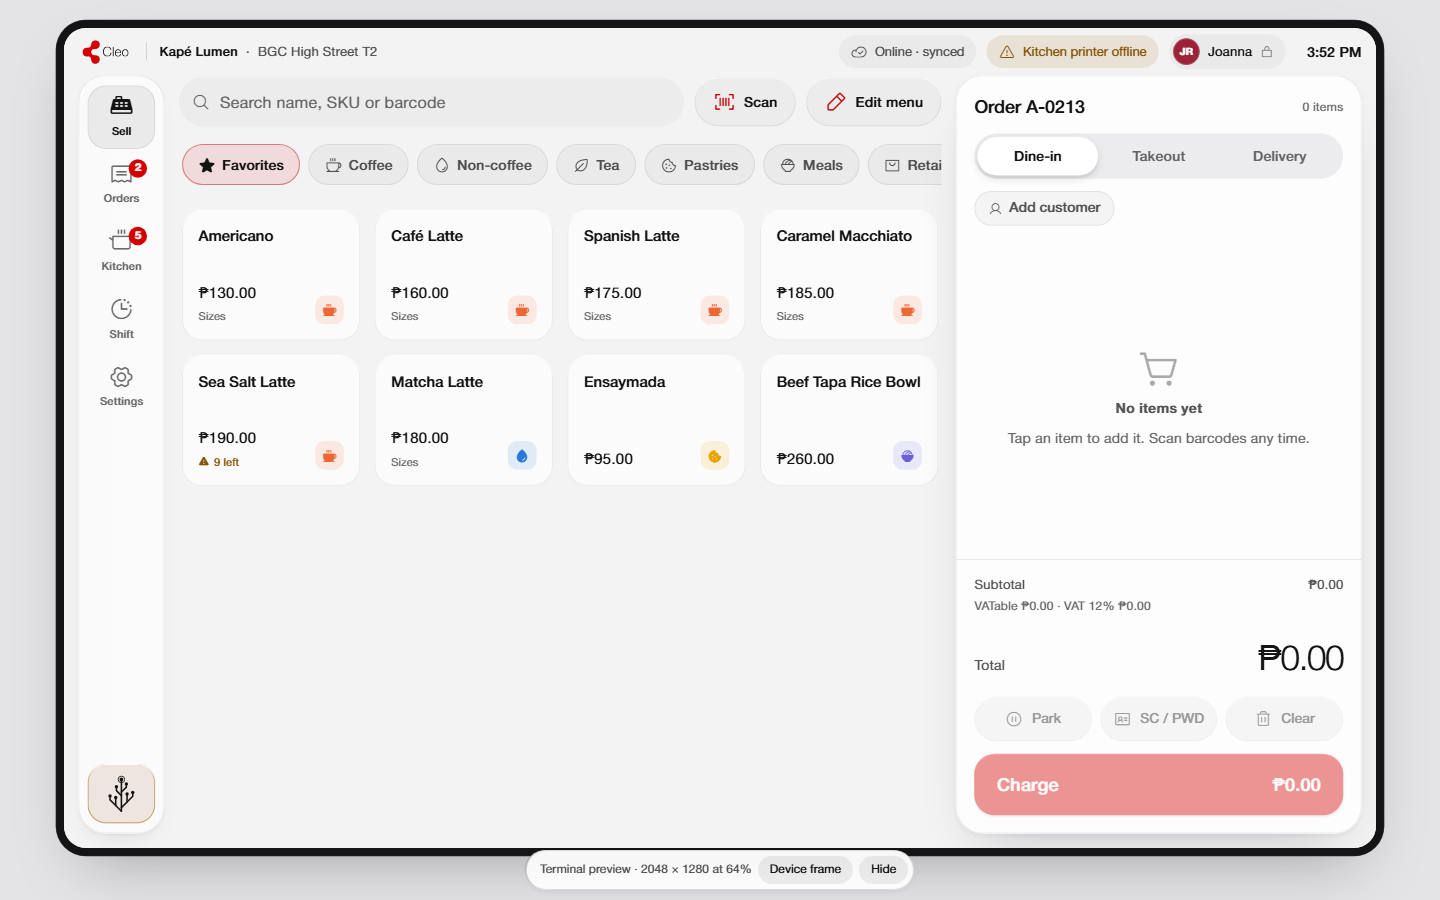 Cleo
Kapé Lumen · BGC High Street T2
Online · synced
Kitchen printer offline
JR Joanna
3:52 PM
Sell
2
Orders
5
Kitchen
Shift
Settings
Search name, SKU or barcode
Scan
Edit menu
Favorites
Coffee
Non-coffee
Tea
Pastries
Meals
Retai
Americano
₱130.00
Sizes
Café Latte
₱160.00
Sizes
Spanish Latte
₱175.00
Sizes
Caramel Macchiato
₱185.00
Sizes
Sea Salt Latte
₱190.00
9 left
Matcha Latte
₱180.00
Sizes
Ensaymada
₱95.00
Beef Tapa Rice Bowl
₱260.00
Order A-0213
0 items
Dine-in
Takeout
Delivery
Add customer
No items yet
Tap an item to add it. Scan barcodes any time.
Subtotal ₱0.00
VATable ₱0.00 · VAT 12% ₱0.00
Total ₱0.00
Park
SC / PWD
Clear
Charge ₱0.00
Terminal preview · 2048 × 1280 at 64%
Device frame
Hide